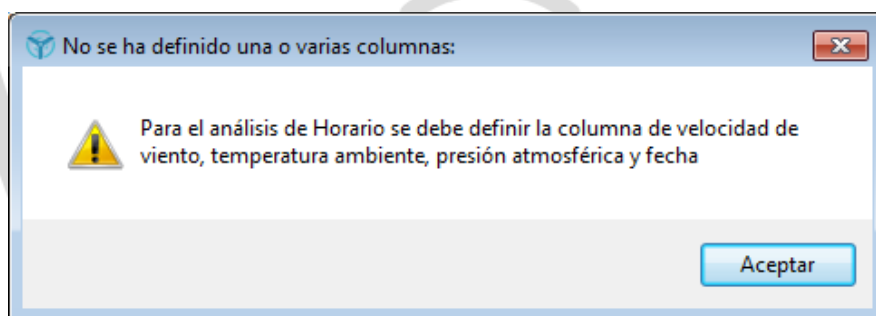 No se ha definido una o varias columnas:
Para el análisis de Horario se debe definir la columna de velocidad de
viento, temperatura ambiente, presión atmosférica y fecha
Aceptar